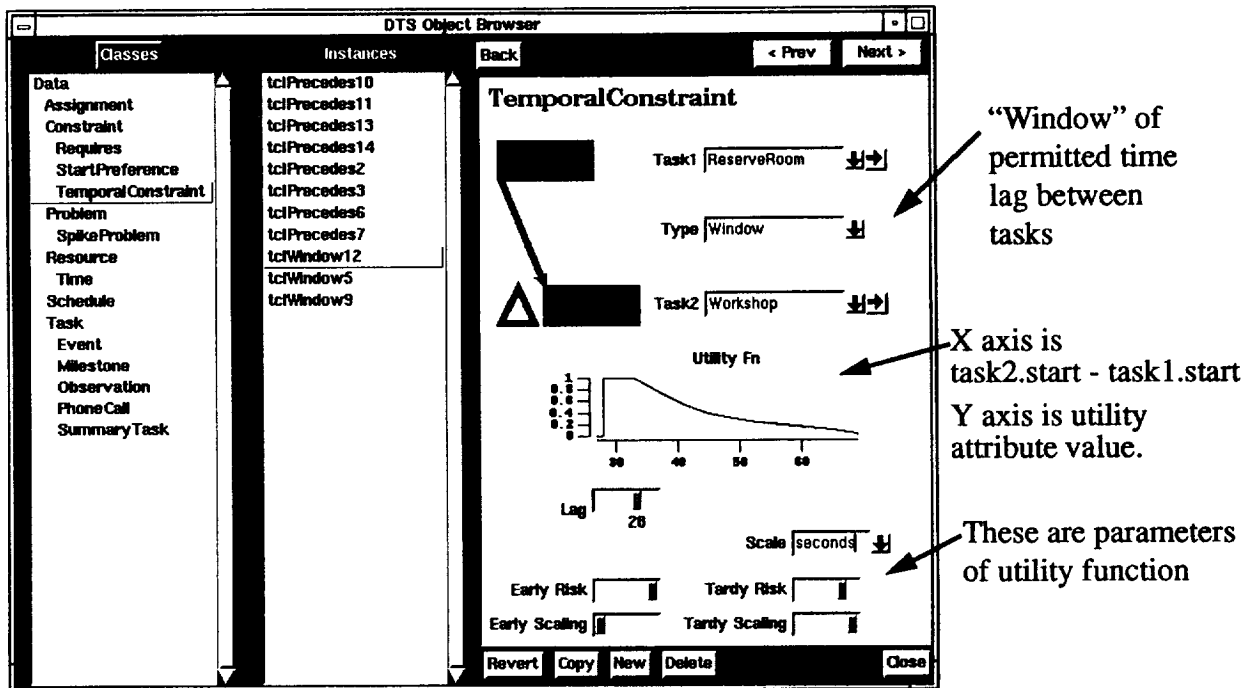 DTS Object Browser
Classes
Instances
Back
< Prev
Next >
Data
Assignment
Constraint
Requires
StartPreference
TemporalConstraint
Problem
SpikeProblem
Resource
Time
Schedule
Task
Event
Milestone
Observation
PhoneCall
SummaryTask
tclPrecedes10
tclPrecedes11
tclPrecedes13
tclPrecedes14
tclPrecedes2
tclPrecedes3
tclPrecedes6
tclPrecedes7
tclWindow12
tclWindow5
tclWindow9
TemporalConstraint
Task1 ReserveRoom
Type Window
Task2 Workshop
Utility Fn
1
0.8
0.6
0.4
0.2
0
30 40 50 60
Lag
28
Scale seconds
Early Risk
Tardy Risk
Early Scaling
Tardy Scaling
Revert
Copy
New
Delete
Close
“Window” of
permitted time
lag between
tasks
X axis is
task2.start - task1.start
Y axis is utility
attribute value.
These are parameters
of utility function